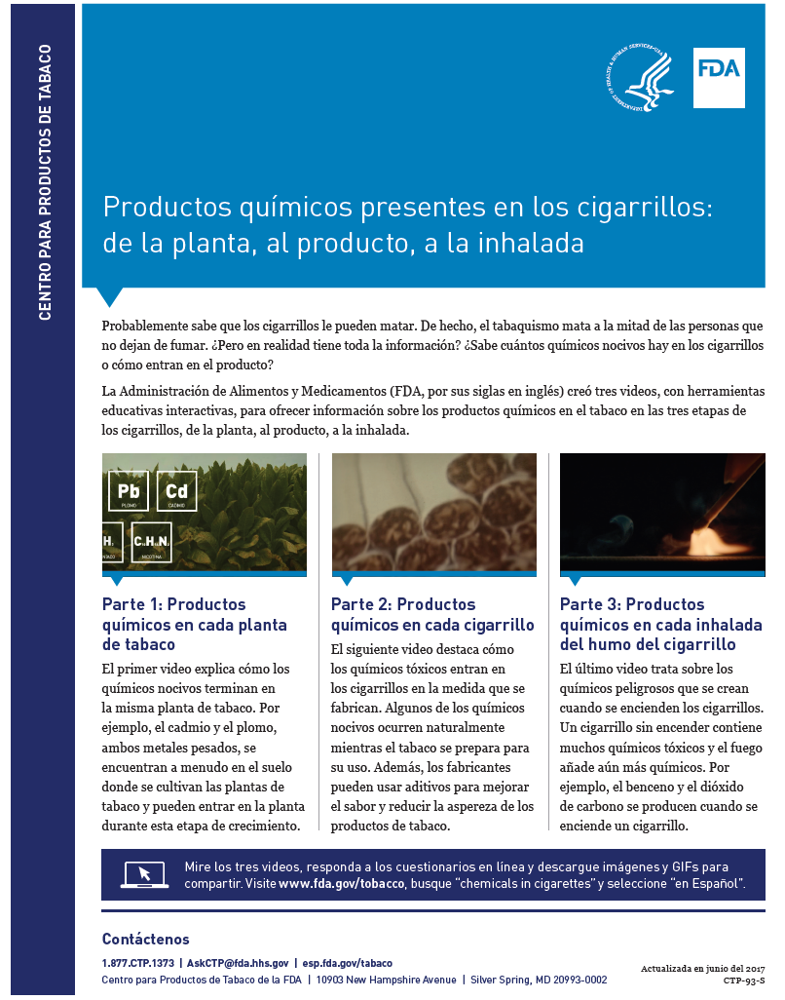 CENTRO PARA PRODUCTOS DE TABACO
DEPARTMENT OF HEALTH & HUMAN SERVICES • USA
FDA
Productos químicos presentes en los cigarrillos:
de la planta, al producto, a la inhalada
Probablemente sabe que los cigarrillos le pueden matar. De hecho, el tabaquismo mata a la mitad de las personas que
no dejan de fumar. ¿Pero en realidad tiene toda la información? ¿Sabe cuántos químicos nocivos hay en los cigarrillos
o cómo entran en el producto?
La Administración de Alimentos y Medicamentos (FDA, por sus siglas en inglés) creó tres videos, con herramientas
educativas interactivas, para ofrecer información sobre los productos químicos en el tabaco en las tres etapas de
los cigarrillos, de la planta, al producto, a la inhalada.
Pb
PLOMO
Cd
CADMIO
NICOTINA
Parte 1: Productos
químicos en cada planta
de tabaco
El primer video explica cómo los
químicos nocivos terminan en
la misma planta de tabaco. Por
ejemplo, el cadmio y el plomo,
ambos metales pesados, se
encuentran a menudo en el suelo
donde se cultivan las plantas de
tabaco y pueden entrar en la planta
durante esta etapa de crecimiento.
Parte 2: Productos
químicos en cada cigarrillo
El siguiente video destaca cómo
los químicos tóxicos entran en
los cigarrillos en la medida que se
fabrican. Algunos de los químicos
nocivos ocurren naturalmente
mientras el tabaco se prepara para
su uso. Además, los fabricantes
pueden usar aditivos para mejorar
el sabor y reducir la aspereza de los
productos de tabaco.
Parte 3: Productos
químicos en cada inhalada
del humo del cigarrillo
El último video trata sobre los
químicos peligrosos que se crean
cuando se encienden los cigarrillos.
Un cigarrillo sin encender contiene
muchos químicos tóxicos y el fuego
añade aún más químicos. Por
ejemplo, el benceno y el dióxido
de carbono se producen cuando se
enciende un cigarrillo.
Mire los tres videos, responda a los cuestionarios en línea y descargue imágenes y GIFs para
compartir. Visite www.fda.gov/tobacco, busque “chemicals in cigarettes” y seleccione “en Español”.
Contáctenos
1.877.CTP.1373 | AskCTP@fda.hhs.gov | esp.fda.gov/tabaco
Centro para Productos de Tabaco de la FDA | 10903 New Hampshire Avenue | Silver Spring, MD 20993-0002
Actualizada en junio del 2017
CTP-93-S